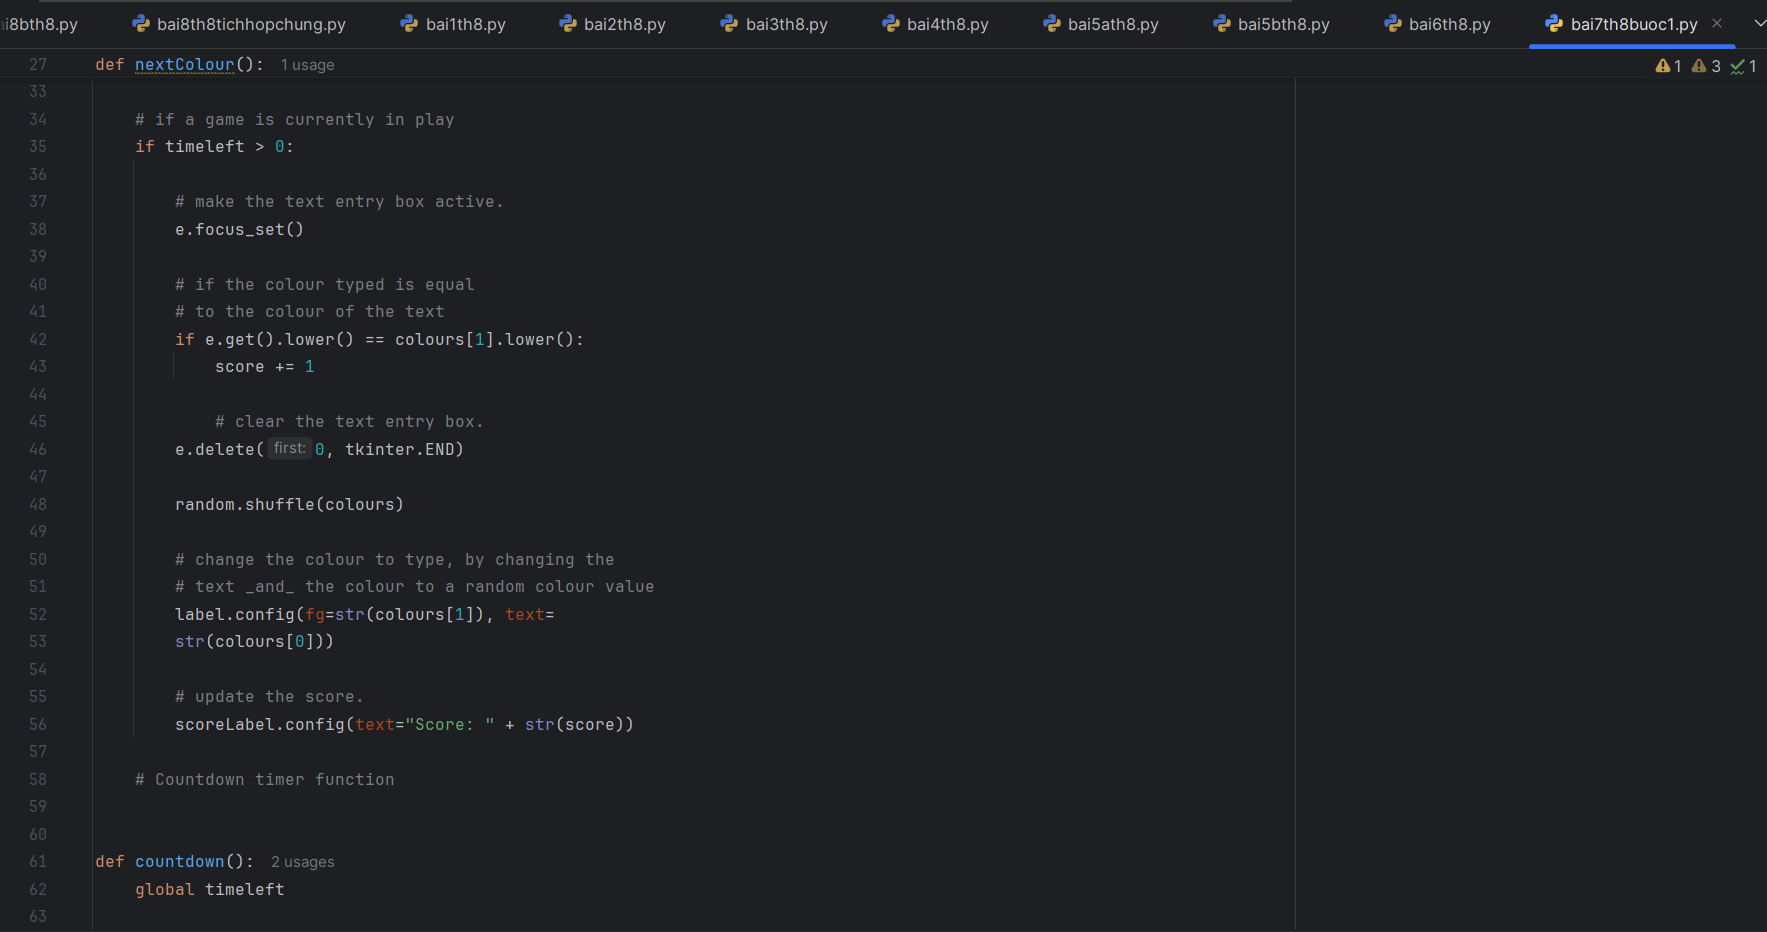 i8bth8.py bai8th8tichhopchung.py bai1th8.py bai2th8.py bai3th8.py bai4th8.py bai5ath8.py bai5bth8.py bai6th8.py bai7th8buoc1.py
27 def nextColour(): 1 usage 1 3 1
33
34 # if a game is currently in play
35 if timeleft > 0:
36
37 # make the text entry box active.
38 e.focus_set()
39
40 # if the colour typed is equal
41 # to the colour of the text
42 if e.get().lower() == colours[1].lower():
43 score += 1
44
45 # clear the text entry box.
46 e.delete( first: 0, tkinter.END)
47
48 random.shuffle(colours)
49
50 # change the colour to type, by changing the
51 # text _and_ the colour to a random colour value
52 label.config(fg=str(colours[1]), text=
53 str(colours[0]))
54
55 # update the score.
56 scoreLabel.config(text="Score: " + str(score))
57
58 # Countdown timer function
59
60
61 def countdown(): 2 usages
62 global timeleft
63